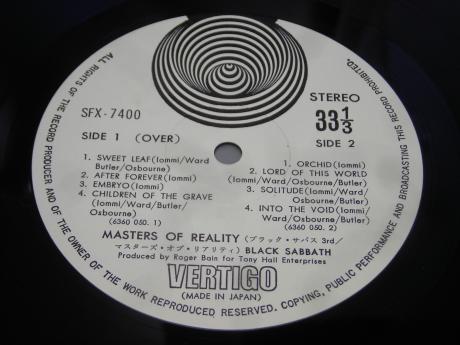 ALL RIGHTS OF THE RECORD PRODUCER AND OF THE OWNER OF THE WORK REPRODUCED RESERVED. COPYING, PUBLIC PERFORMANCE AND BROADCASTING THIS RECORD PROHIBITED.
SFX-7400
STEREO
33 1/3
SIDE 1 (OVER)
SIDE 2
1. SWEET LEAF(Iommi/Ward
Butler/Osbourne)
2. AFTER FOREVER(Iommi)
3. EMBRYO(Iommi)
4. CHILDREN OF THE GRAVE
(Iommi/Ward/Butler/
Osbourne)
(6360 050. 1)
1. ORCHID(Iommi)
2. LORD OF THIS WORLD
(Iommi/Ward/Osbourne/Butler)
3. SOLITUDE(Iommi/Ward/
Butler/Osbourne)
4. INTO THE VOID(Iommi/
Ward/Osbourne/Butler)
(6360 050. 2)
MASTERS OF REALITY (ブラック・サバス 3rd/
マスターズ・オブ・リアリティ) BLACK SABBATH
Produced by Roger Bain for Tony Hall Enterprises
VERTIGO
(MADE IN JAPAN)